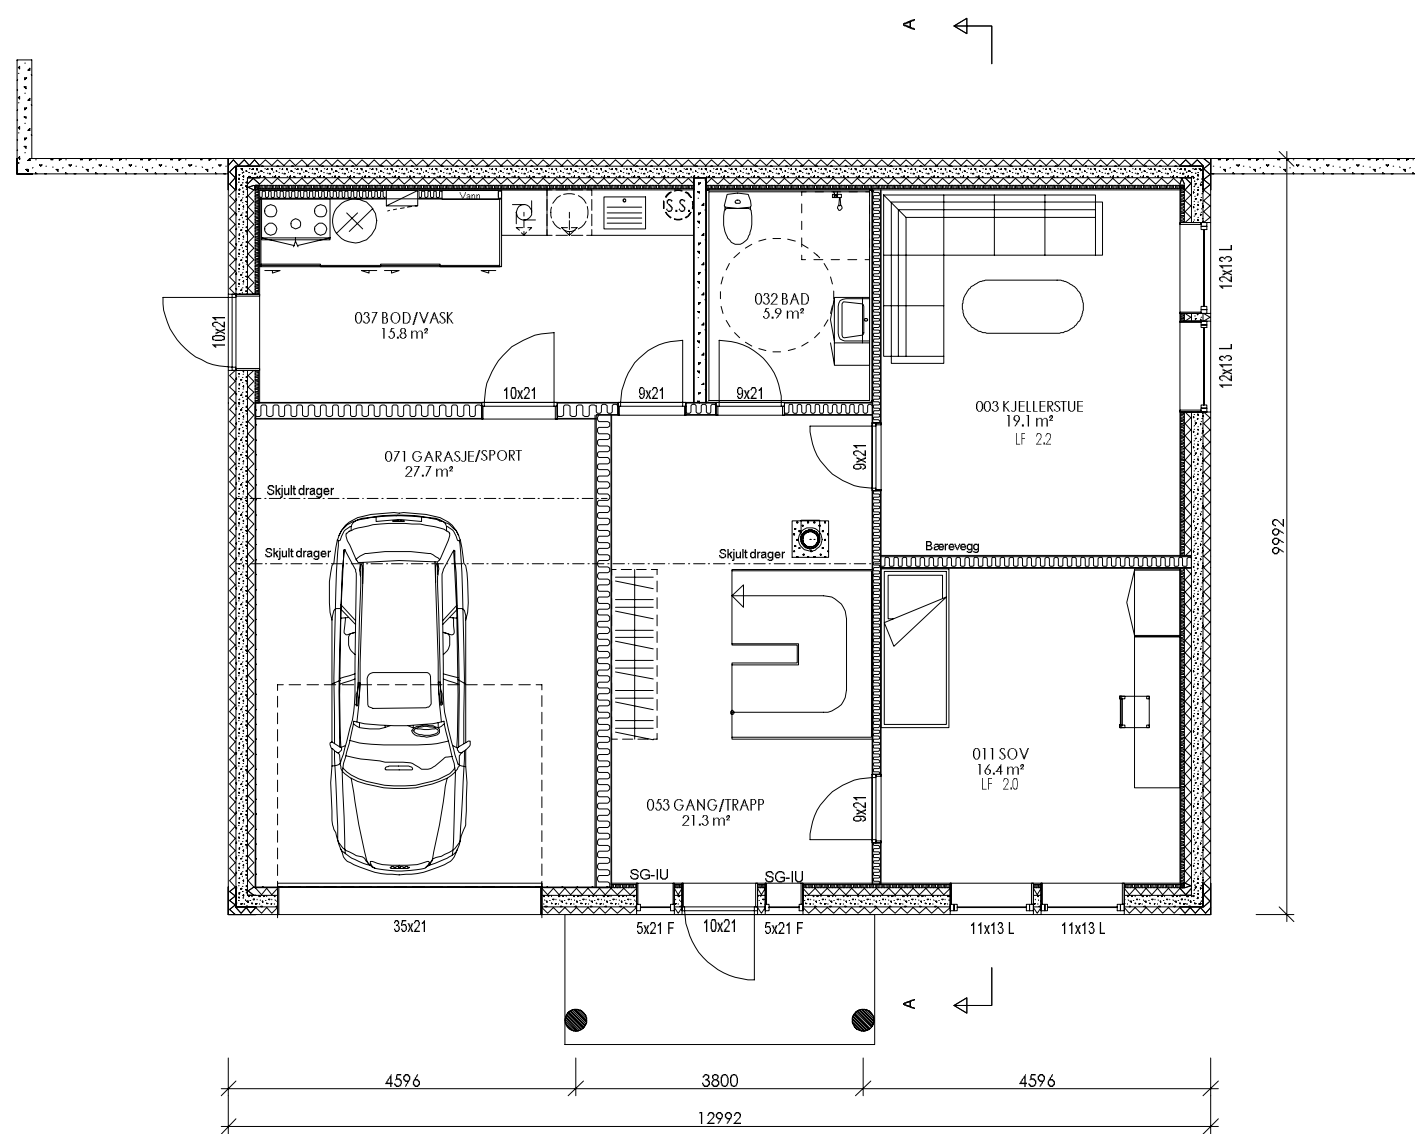 A
Vann
S.S.
12x13 L
10x21
037 BOD/VASK
15.8 m²
032 BAD
5.9 m²
12x13 L
10x21
9x21
9x21
003 KJELLERSTUE
19.1 m²
LF 2.2
071 GARASJE/SPORT
27.7 m²
9x21
Skjult drager
Skjult drager
Skjult drager
Bærevegg
9992
011 SOV
16.4 m²
LF 2.0
053 GANG/TRAPP
21.3 m²
9x21
SG-IU
SG-IU
35x21
5x21 F
10x21
5x21 F
11x13 L
11x13 L
A
4596
3800
4596
12992